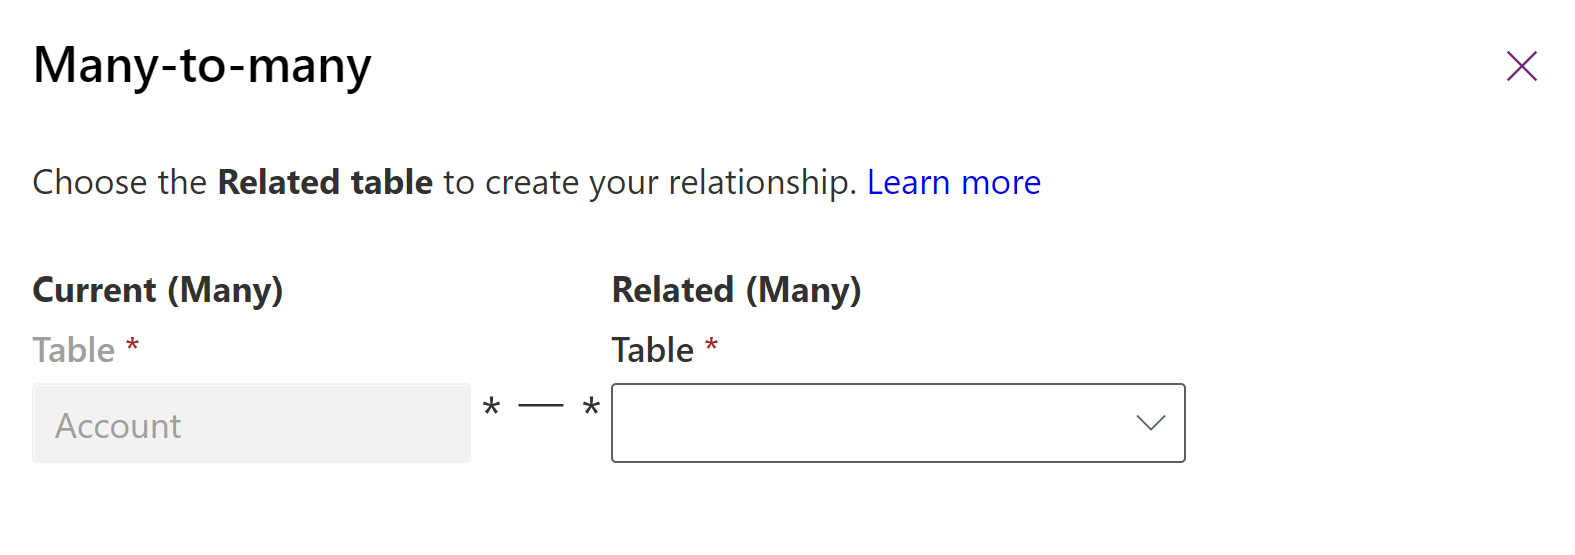 Many-to-many
Choose the Related table to create your relationship. Learn more
Current (Many)
Related (Many)
Table *
Table *
Account
* — *